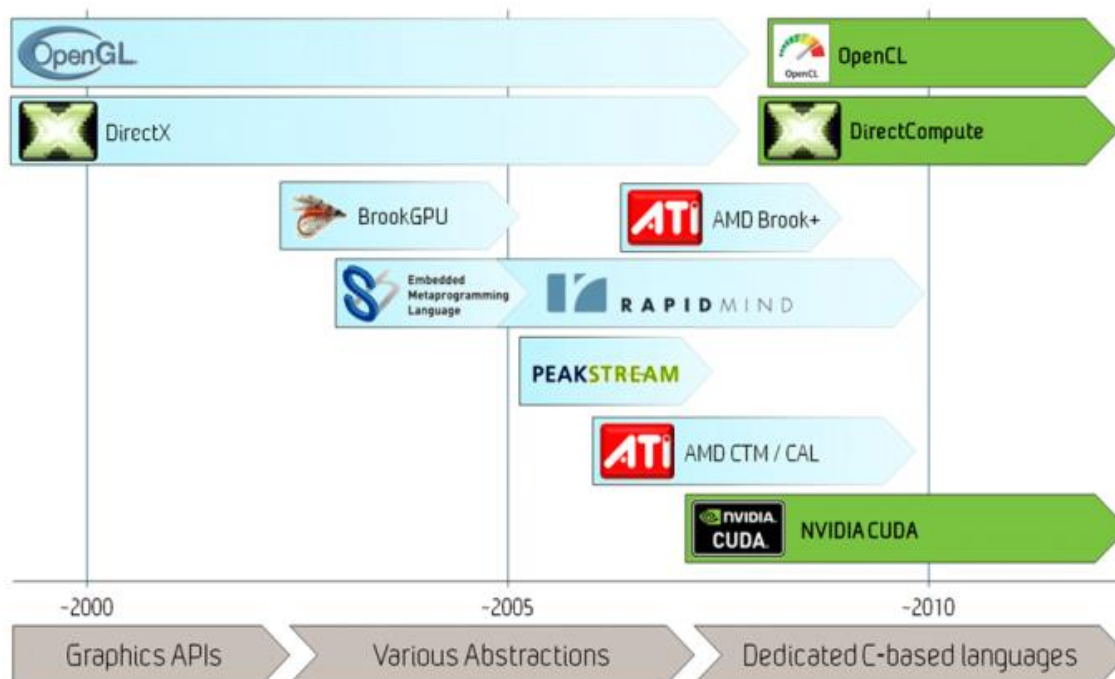 OpenGL
OpenCL
OpenCL
DirectX
DirectCompute
BrookGPU
ATI
AMD Brook+
Embedded
Metaprogramming
Language
RAPIDMIND
PEAKSTREAM
ATI
AMD CTM / CAL
NVIDIA
CUDA
NVIDIA CUDA
~2000
~2005
~2010
Graphics APIs
Various Abstractions
Dedicated C-based languages